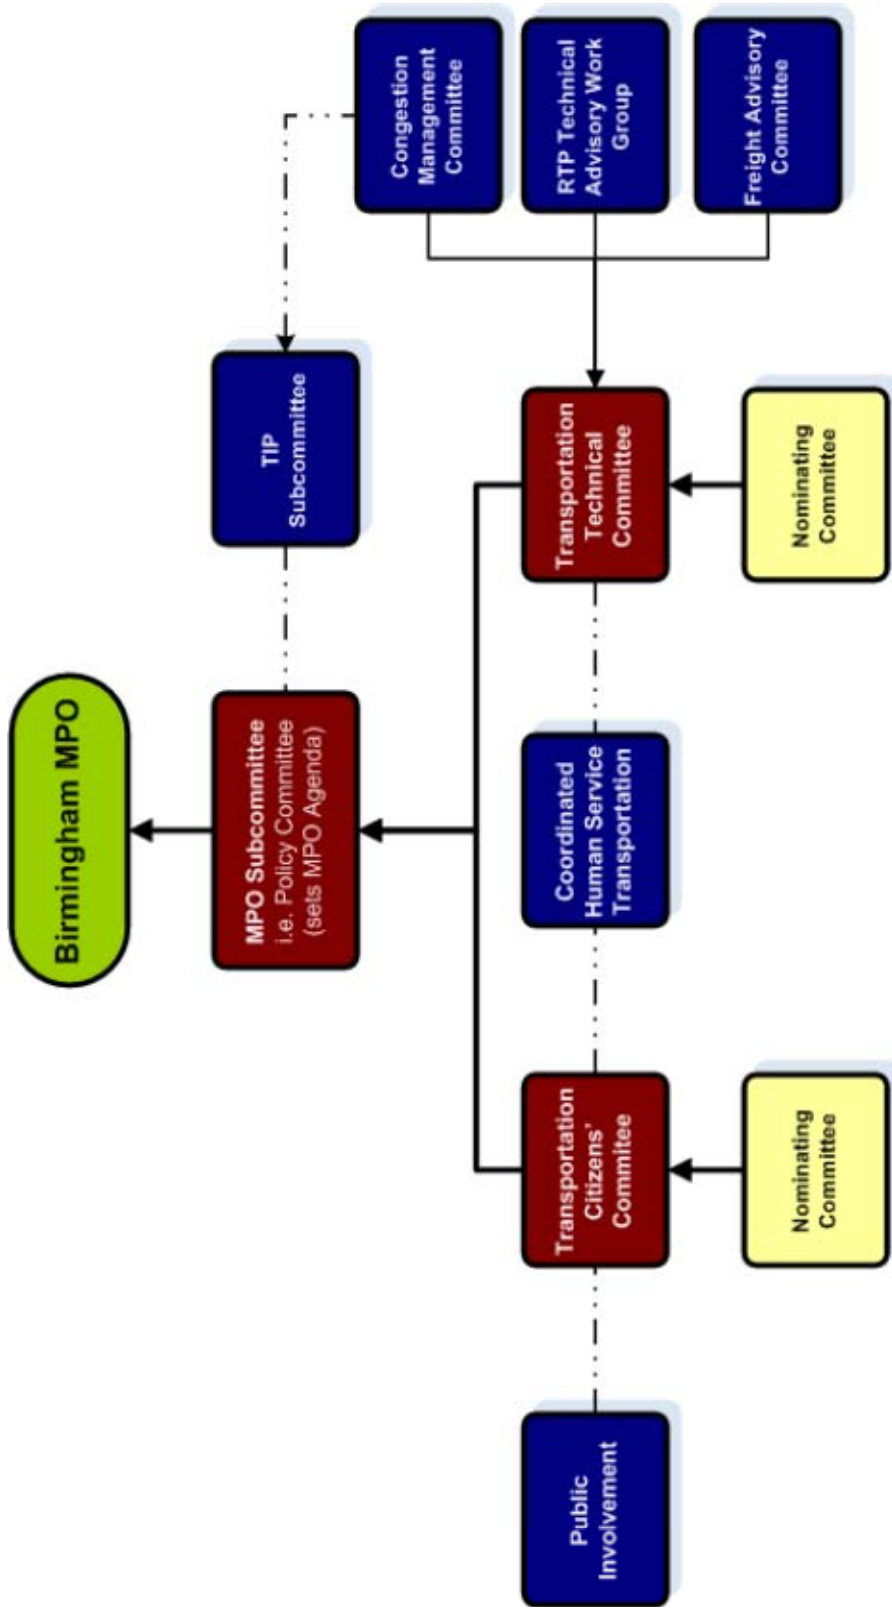 Birmingham MPO
MPO Subcommittee
i.e. Policy Committee
(sets MPO Agenda)
TIP
Subcommittee
Congestion
Management
Committee
Public
Involvement
Transportation
Citizens'
Commitee
Coordinated
Human Service
Transportation
Transportation
Technical
Committee
RTP Technical
Advisory Work
Group
Nominating
Committee
Nominating
Committee
Freight Advisory
Committee